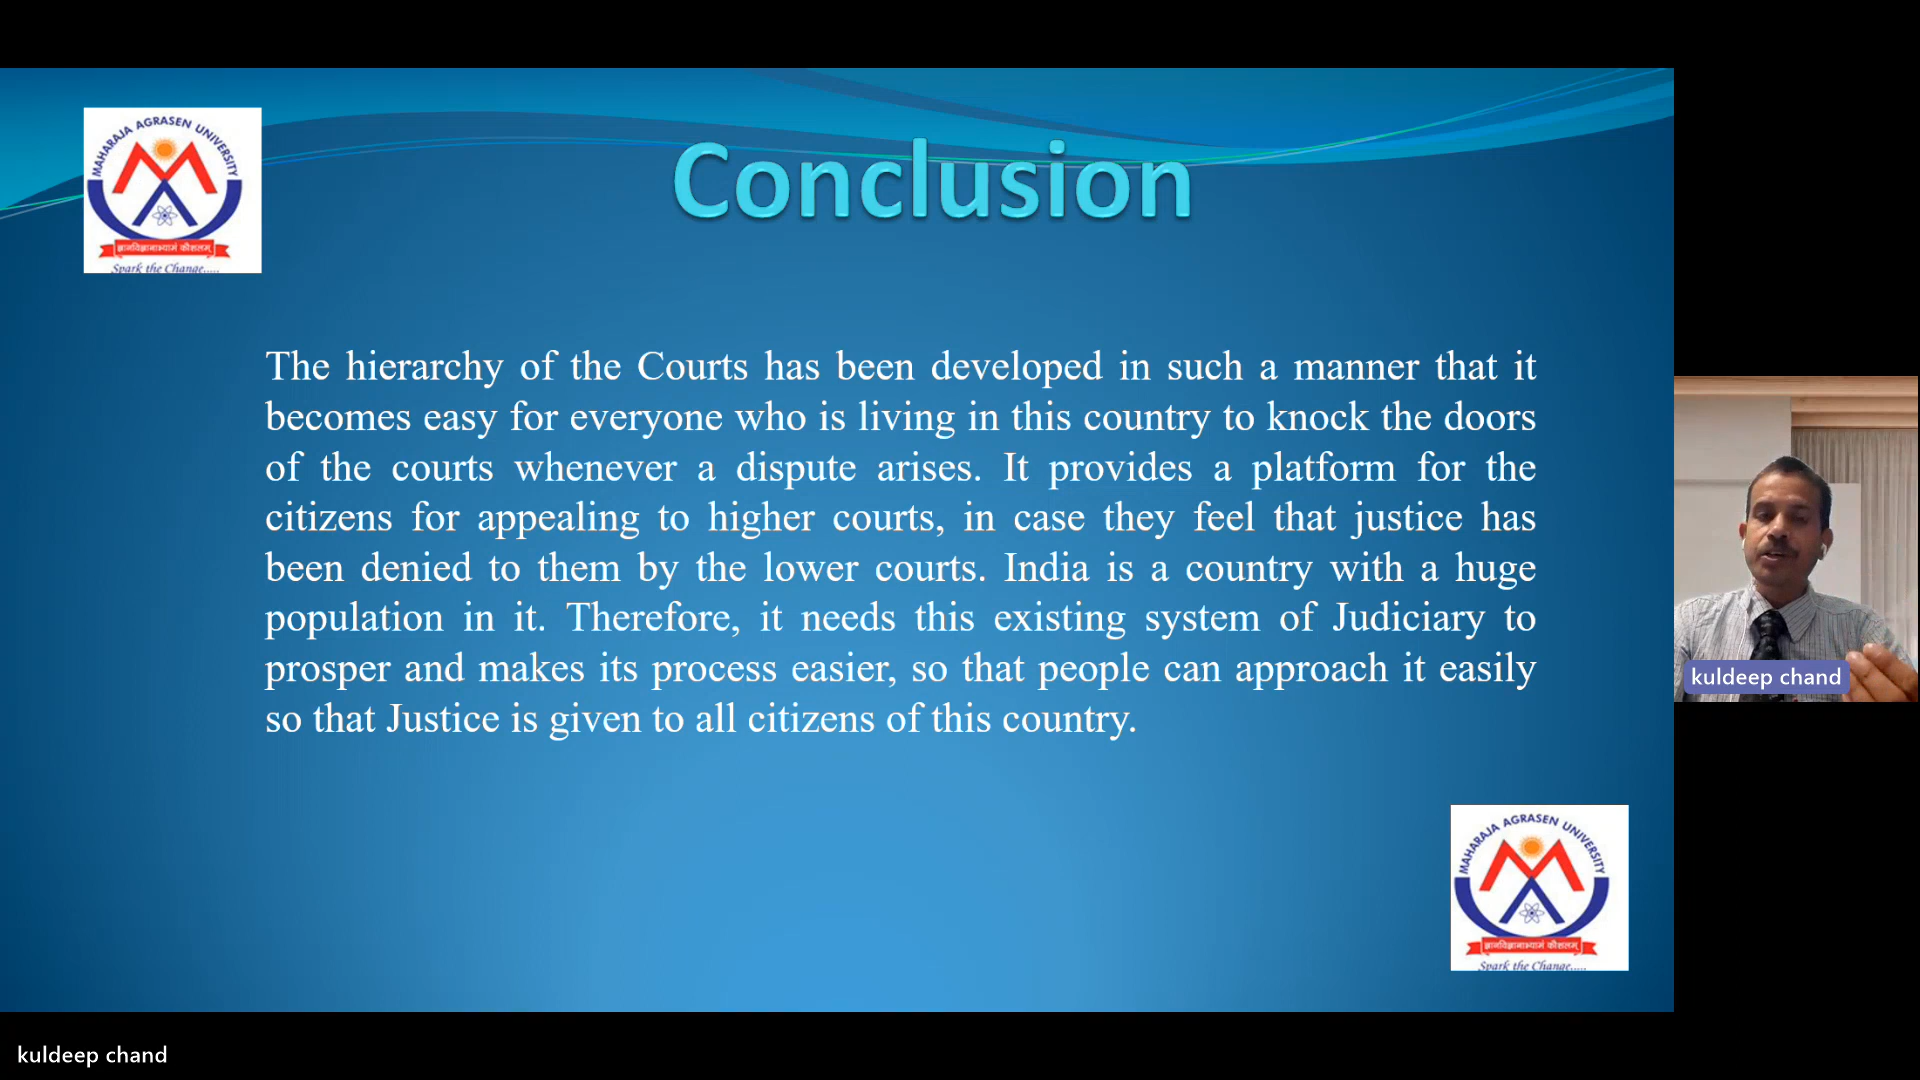 MAHARAJA AGRASEN UNIVERSITY
ज्ञानविज्ञानाभ्यामं कौशलम्
Spark the Change.....
Conclusion
The hierarchy of the Courts has been developed in such a manner that it
becomes easy for everyone who is living in this country to knock the doors
of the courts whenever a dispute arises. It provides a platform for the
citizens for appealing to higher courts, in case they feel that justice has
been denied to them by the lower courts. India is a country with a huge
population in it. Therefore, it needs this existing system of Judiciary to
prosper and makes its process easier, so that people can approach it easily
so that Justice is given to all citizens of this country.
kuldeep chand
MAHARAJA AGRASEN UNIVERSITY
ज्ञानविज्ञानाभ्यामं कौशलम्
Spark the Change.....
kuldeep chand